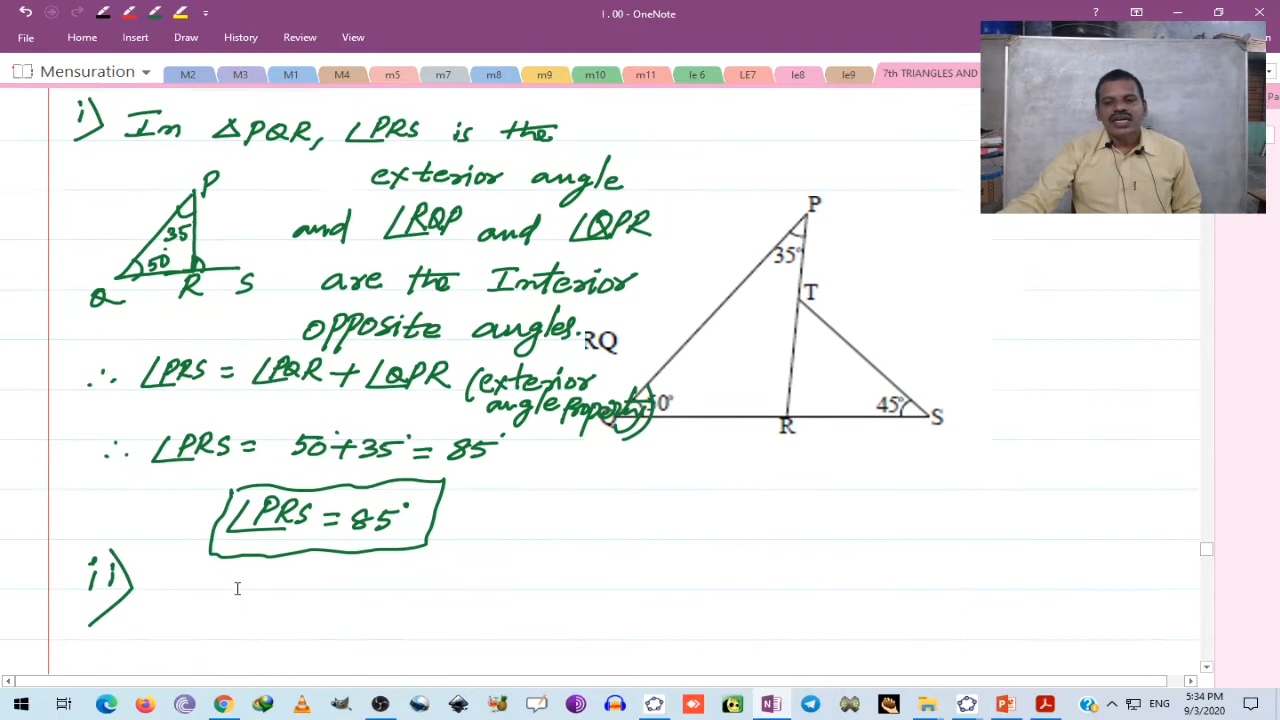 1.00 - OneNote
File Home Insert Draw History Review View
Mensuration M2 M3 M1 M4 m5 m7 m8 m9 m10 m11 le 6 LE7 le8 le9 7th TRIANGLES AND
i) In △PQR, ∠PRS is the
exterior angle
and ∠RQP and ∠QPR
are the Interior
opposite angles.
∴ ∠PRS = ∠PQR + ∠QPR (exterior
angle property)
∴ ∠PRS = 50° + 35° = 85°
∠PRS = 85°
ii)
P
35
50°
Q R S
RQ
P
35°
T
50°
45°
R
S
ENG
5:34 PM
9/3/2020